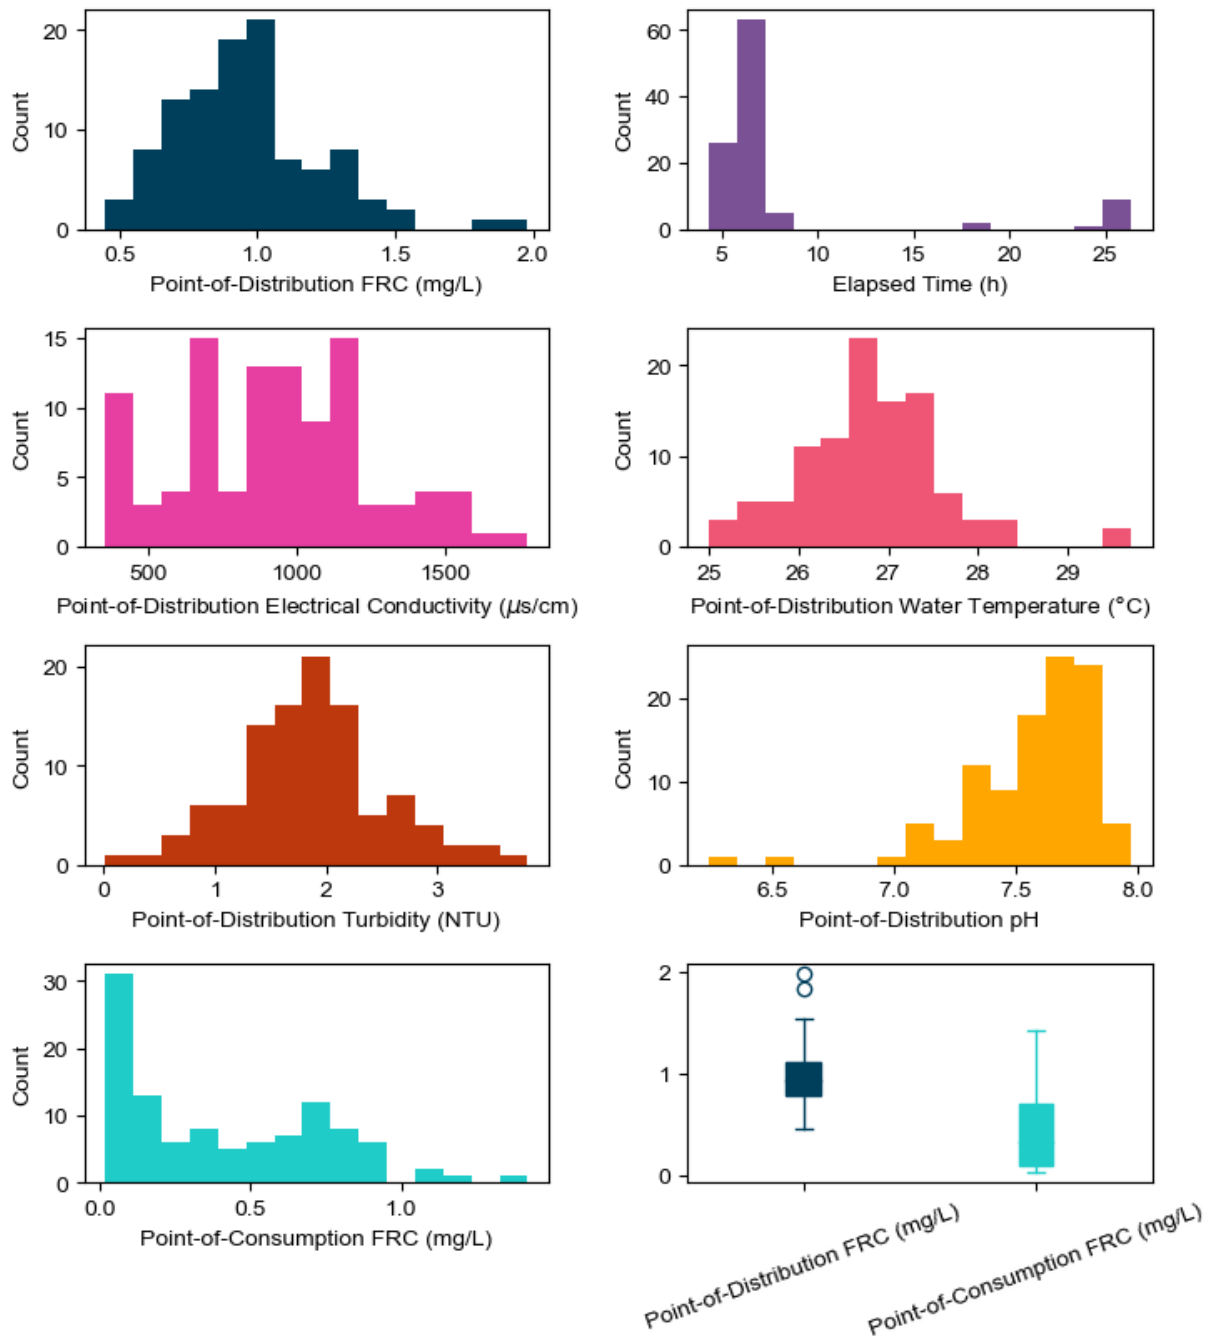 20
10
0
Count
0.5 1.0 1.5 2.0
Point-of-Distribution FRC (mg/L)
60
40
20
0
Count
5 10 15 20 25
Elapsed Time (h)
15
10
5
0
Count
500 1000 1500
Point-of-Distribution Electrical Conductivity (μs/cm)
20
10
0
Count
25 26 27 28 29
Point-of-Distribution Water Temperature (°C)
20
10
0
Count
0 1 2 3
Point-of-Distribution Turbidity (NTU)
20
10
0
Count
6.5 7.0 7.5 8.0
Point-of-Distribution pH
30
20
10
0
Count
0.0 0.5 1.0
Point-of-Consumption FRC (mg/L)
2
1
0
Point-of-Distribution FRC (mg/L)
Point-of-Consumption FRC (mg/L)